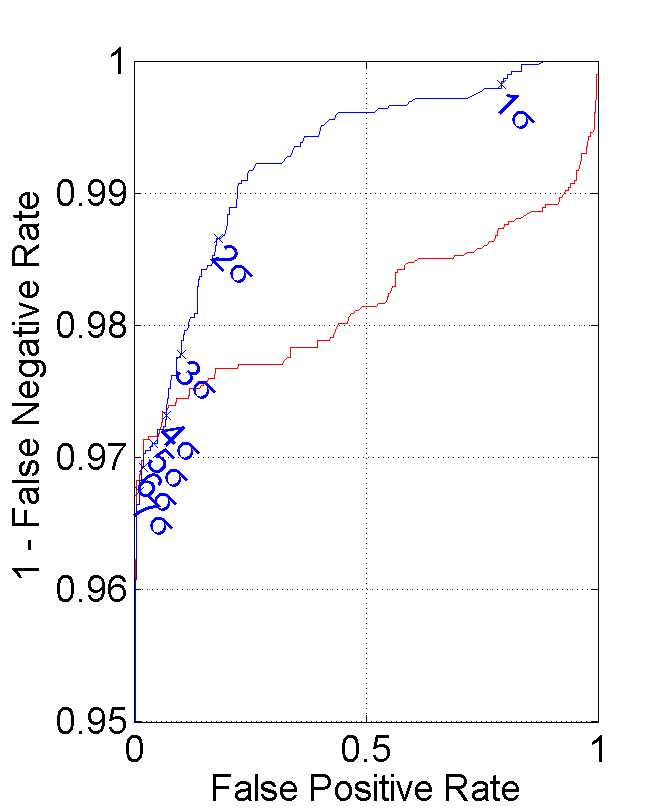 1
0.99
0.98
0.97
0.96
0.95
0
0.5
1
1 - False Negative Rate
False Positive Rate
1σ
2σ
3σ
4σ
5σ
6σ
7σ